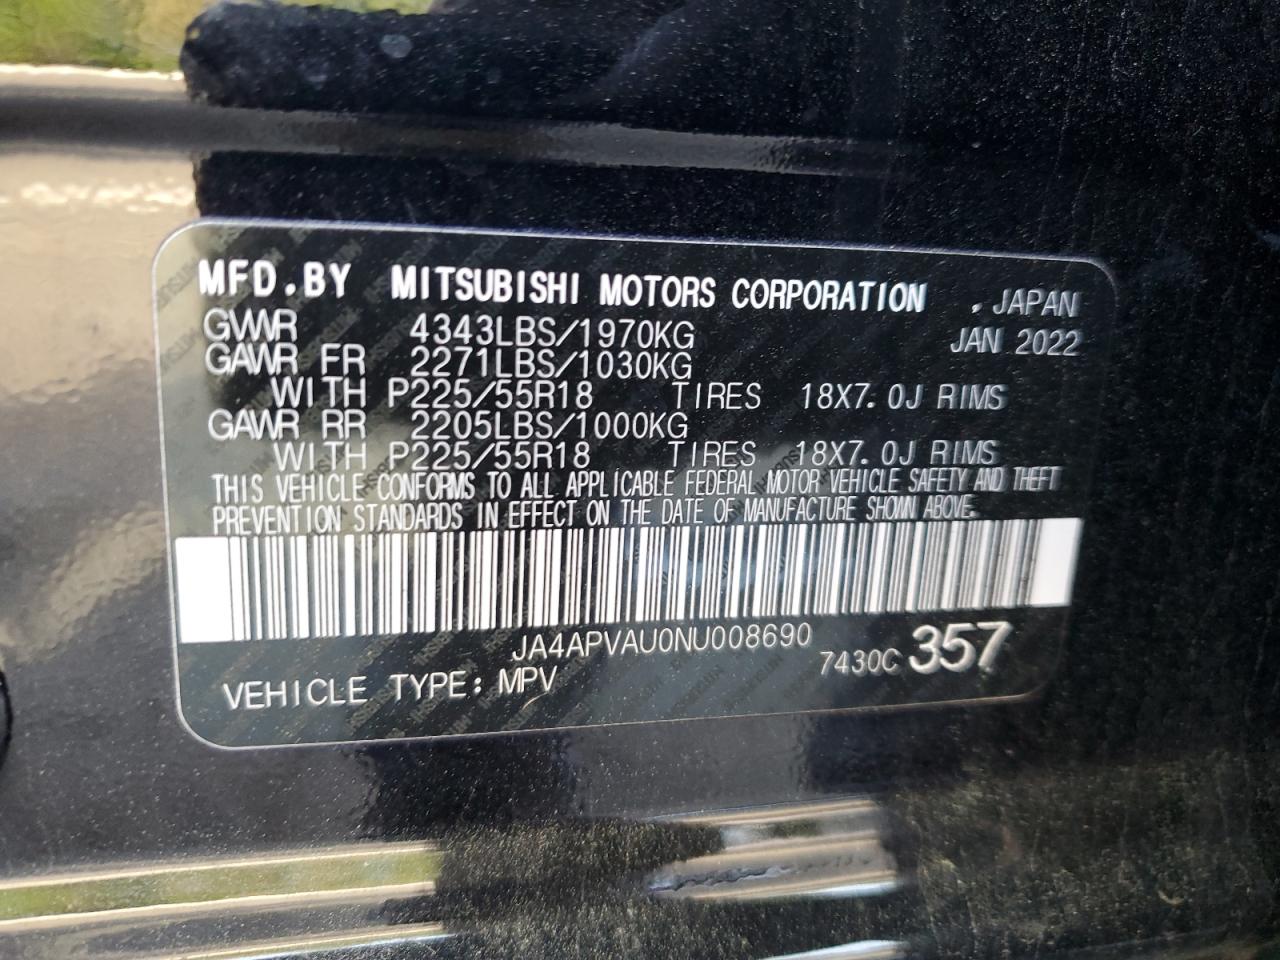 MFD.BY MITSUBISHI MOTORS CORPORATION , JAPAN
GVWR 4343LBS/1970KG JAN 2022
GAWR FR 2271LBS/1030KG
WITH P225/55R18 TIRES 18X7.0J RIMS
GAWR RR 2205LBS/1000KG
WITH P225/55R18 TIRES 18X7.0J RIMS
THIS VEHICLE CONFORMS TO ALL APPLICABLE FEDERAL MOTOR VEHICLE SAFETY AND THEFT
PREVENTION STANDARDS IN EFFECT ON THE DATE OF MANUFACTURE SHOWN ABOVE.
JA4APVAU0NU008690
7430C 357
VEHICLE TYPE: MPV